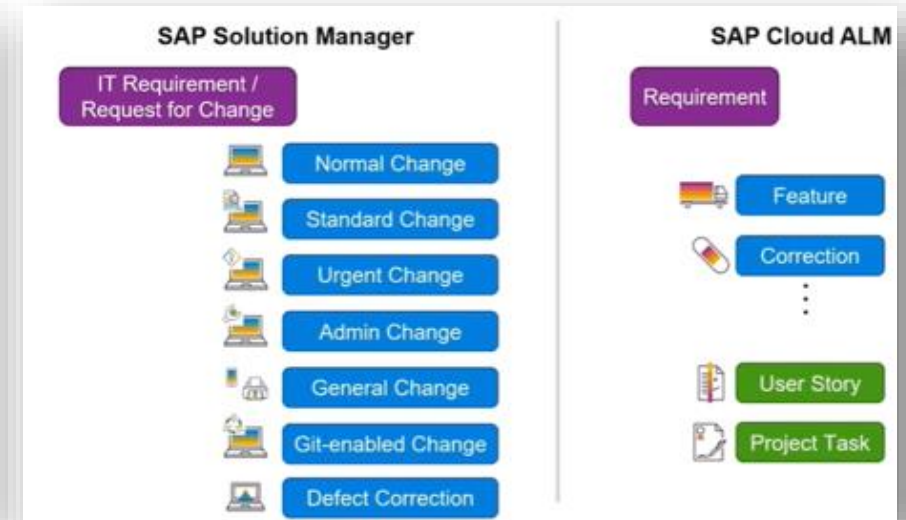 SAP Solution Manager
IT Requirement /
Request for Change
Normal Change
Standard Change
Urgent Change
Admin Change
General Change
Git-enabled Change
Defect Correction
SAP Cloud ALM
Requirement
Feature
Correction
User Story
Project Task